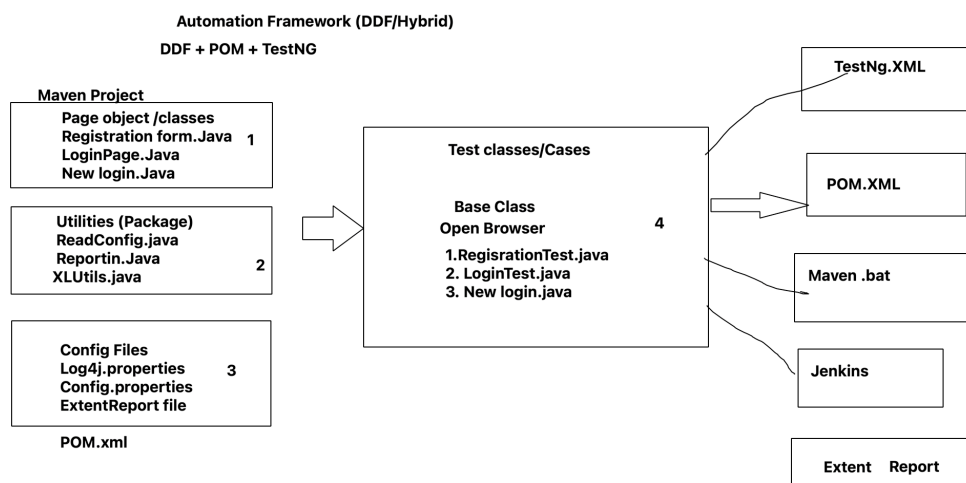 Automation Framework (DDF/Hybrid)
DDF + POM + TestNG
Maven Project
Page object /classes
Registration form.Java
1
LoginPage.Java
New login.Java
Utilities (Package)
ReadConfig.java
Reportin.Java
XLUtils.java
2
Config Files
Log4j.properties
3
Config.properties
ExtentReport file
POM.xml
Test classes/Cases
Base Class
Open Browser
4
1.RegisrationTest.java
2. LoginTest.java
3. New login.java
TestNg.XML
POM.XML
Maven .bat
Jenkins
Extent Report